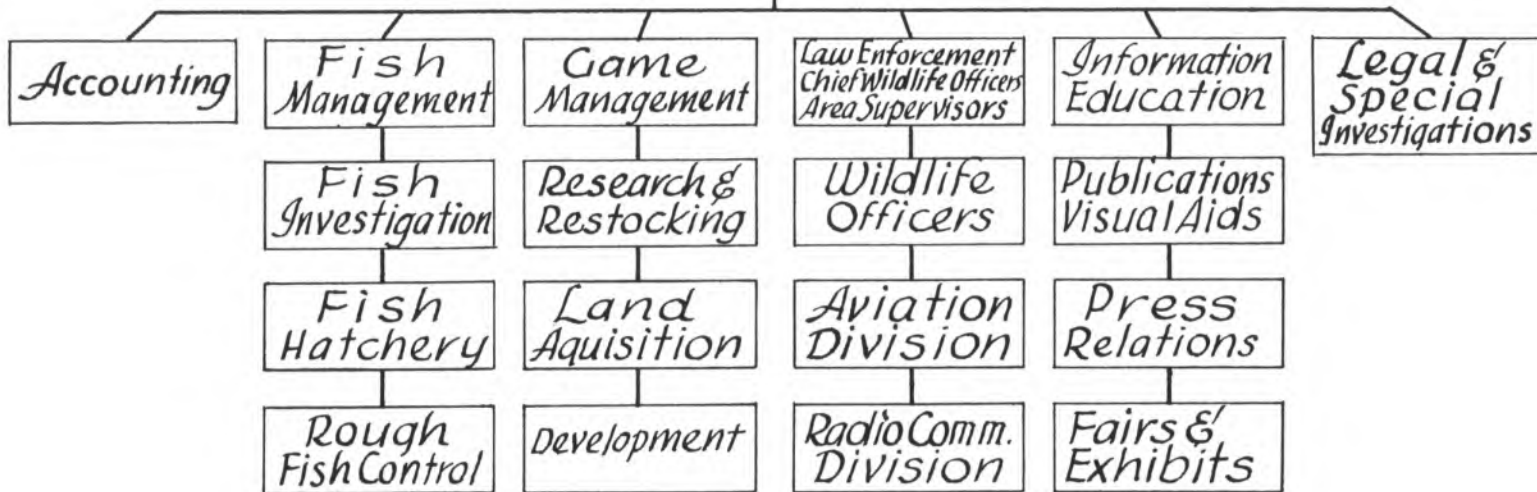 Accounting
Fish
Management
Game
Management
Law Enforcement
Chief Wildlife Officers
Area Supervisors
Information
Education
Legal &
Special
Investigations
Fish
Investigation
Research &
Restocking
Wildlife
Officers
Publications
Visual Aids
Fish
Hatchery
Land
Aquisition
Aviation
Division
Press
Relations
Rough
Fish Control
Development
Radio Comm.
Division
Fairs &
Exhibits